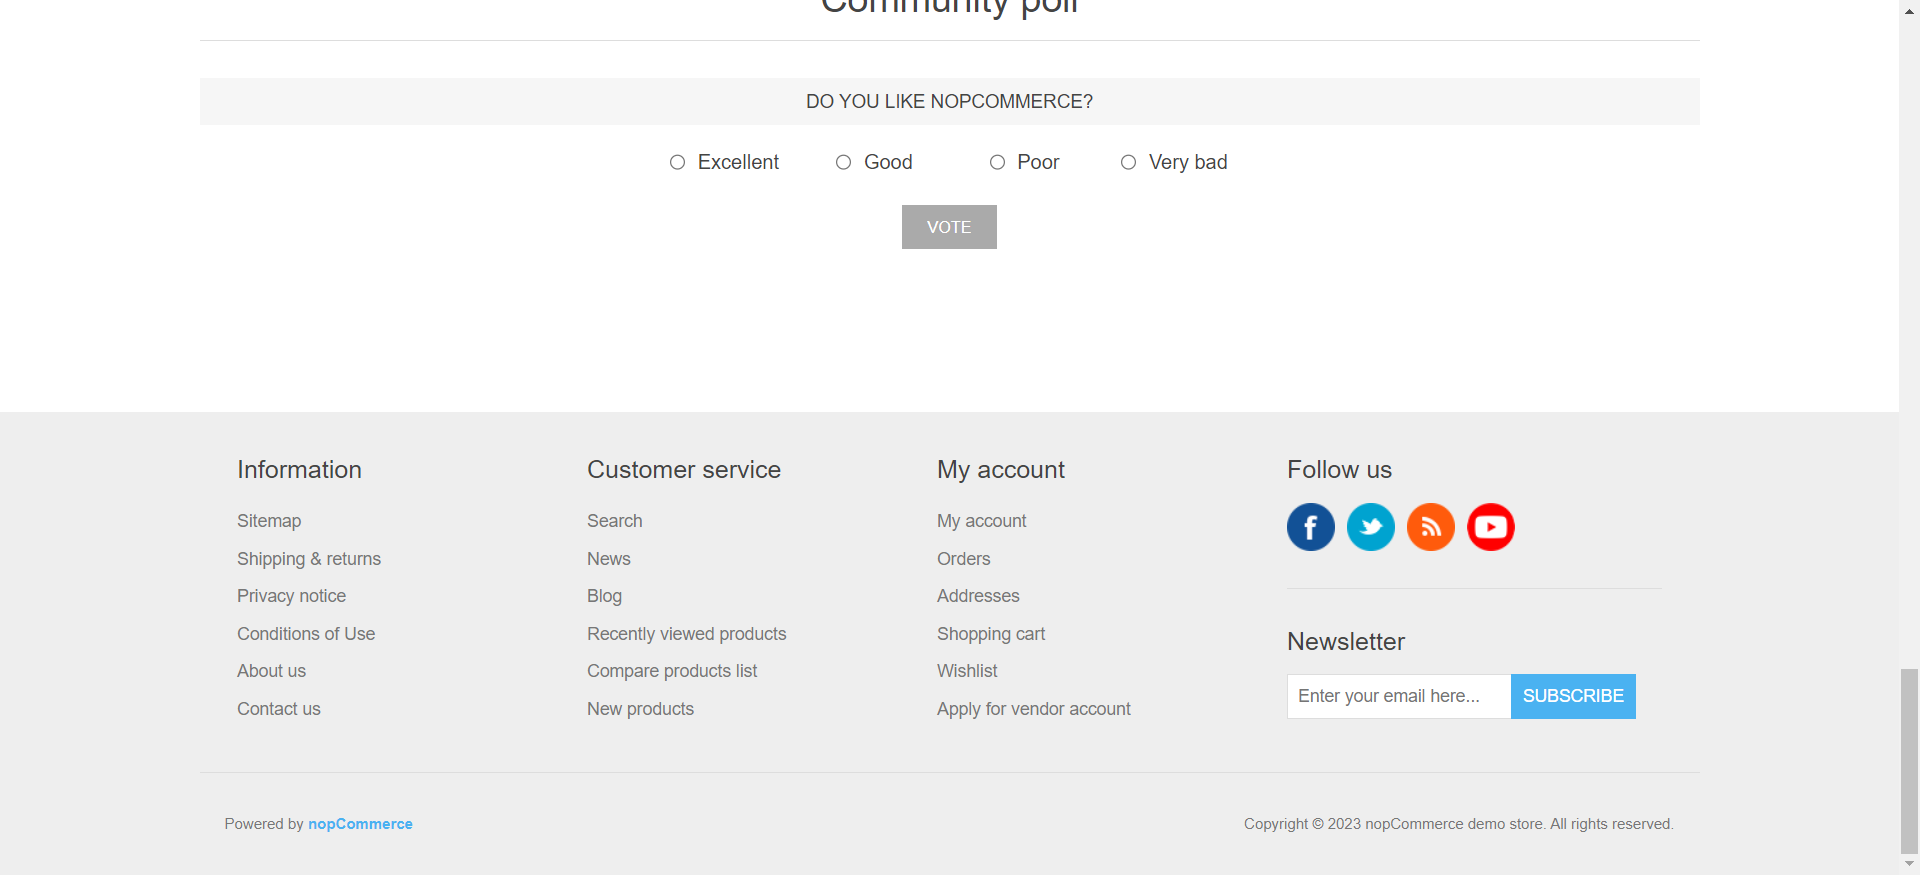 Community poll
DO YOU LIKE NOPCOMMERCE?
Excellent Good Poor Very bad
VOTE
Information
Sitemap
Shipping & returns
Privacy notice
Conditions of Use
About us
Contact us
Customer service
Search
News
Blog
Recently viewed products
Compare products list
New products
My account
My account
Orders
Addresses
Shopping cart
Wishlist
Apply for vendor account
Follow us
Newsletter
Enter your email here... SUBSCRIBE
Powered by nopCommerce
Copyright © 2023 nopCommerce demo store. All rights reserved.